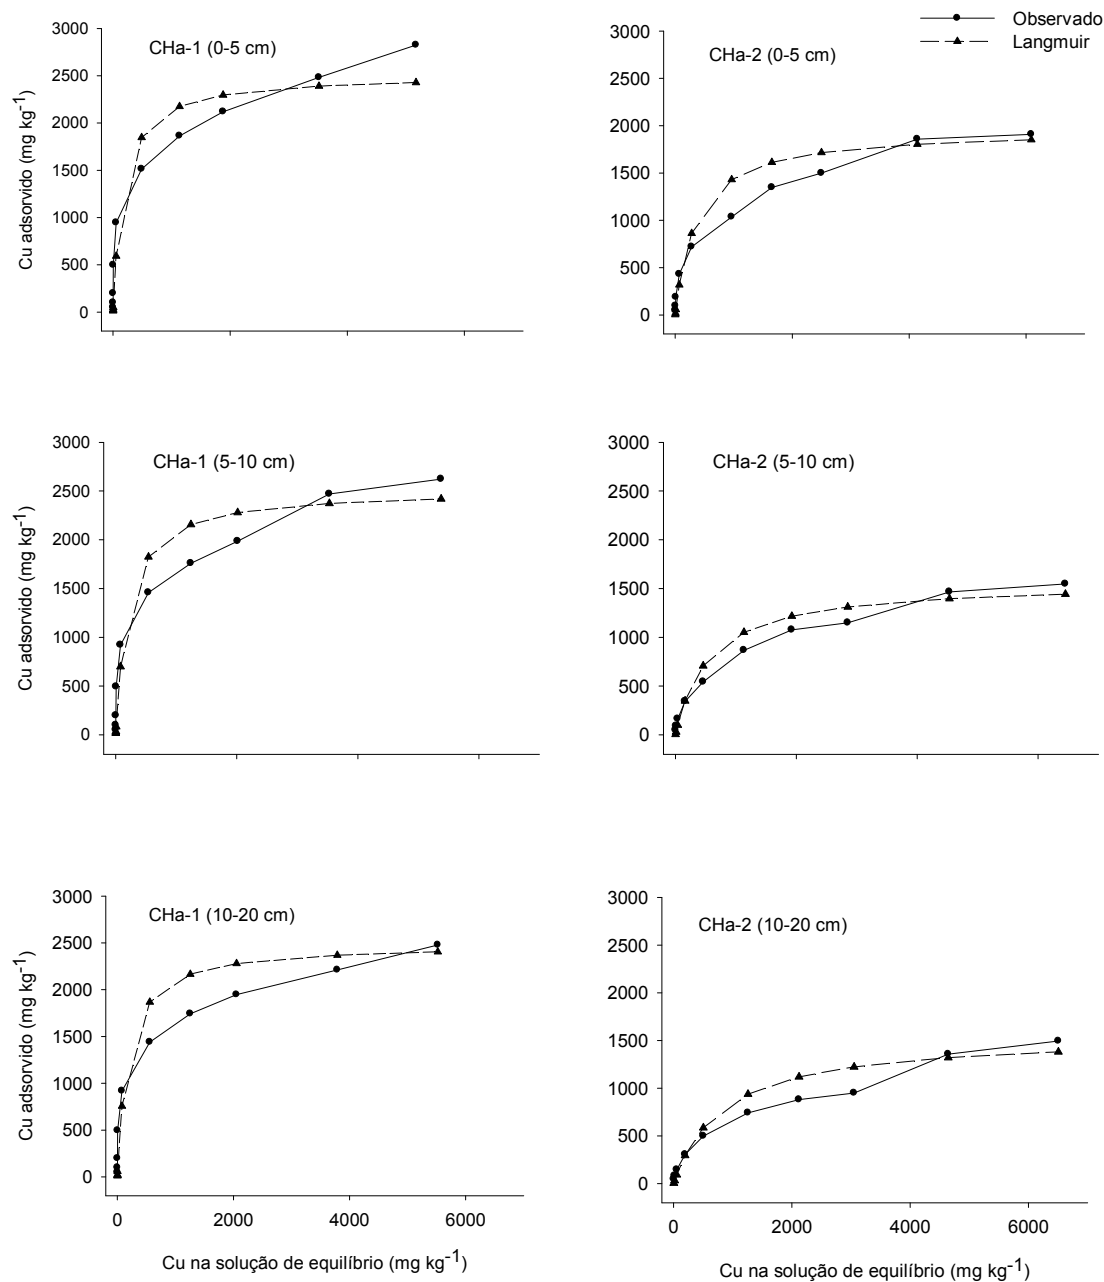 Observado
Langmuir
CHa-1 (0-5 cm)
3000
2500
2000
1500
1000
500
0
Cu adsorvido (mg kg-1)
CHa-2 (0-5 cm)
3000
2500
2000
1500
1000
500
0
CHa-1 (5-10 cm)
3000
2500
2000
1500
1000
500
0
Cu adsorvido (mg kg-1)
CHa-2 (5-10 cm)
3000
2500
2000
1500
1000
500
0
CHa-1 (10-20 cm)
3000
2500
2000
1500
1000
500
0
Cu adsorvido (mg kg-1)
0 2000 4000 6000
Cu na solução de equilíbrio (mg kg-1)
CHa-2 (10-20 cm)
3000
2500
2000
1500
1000
500
0
0 2000 4000 6000
Cu na solução de equilíbrio (mg kg-1)